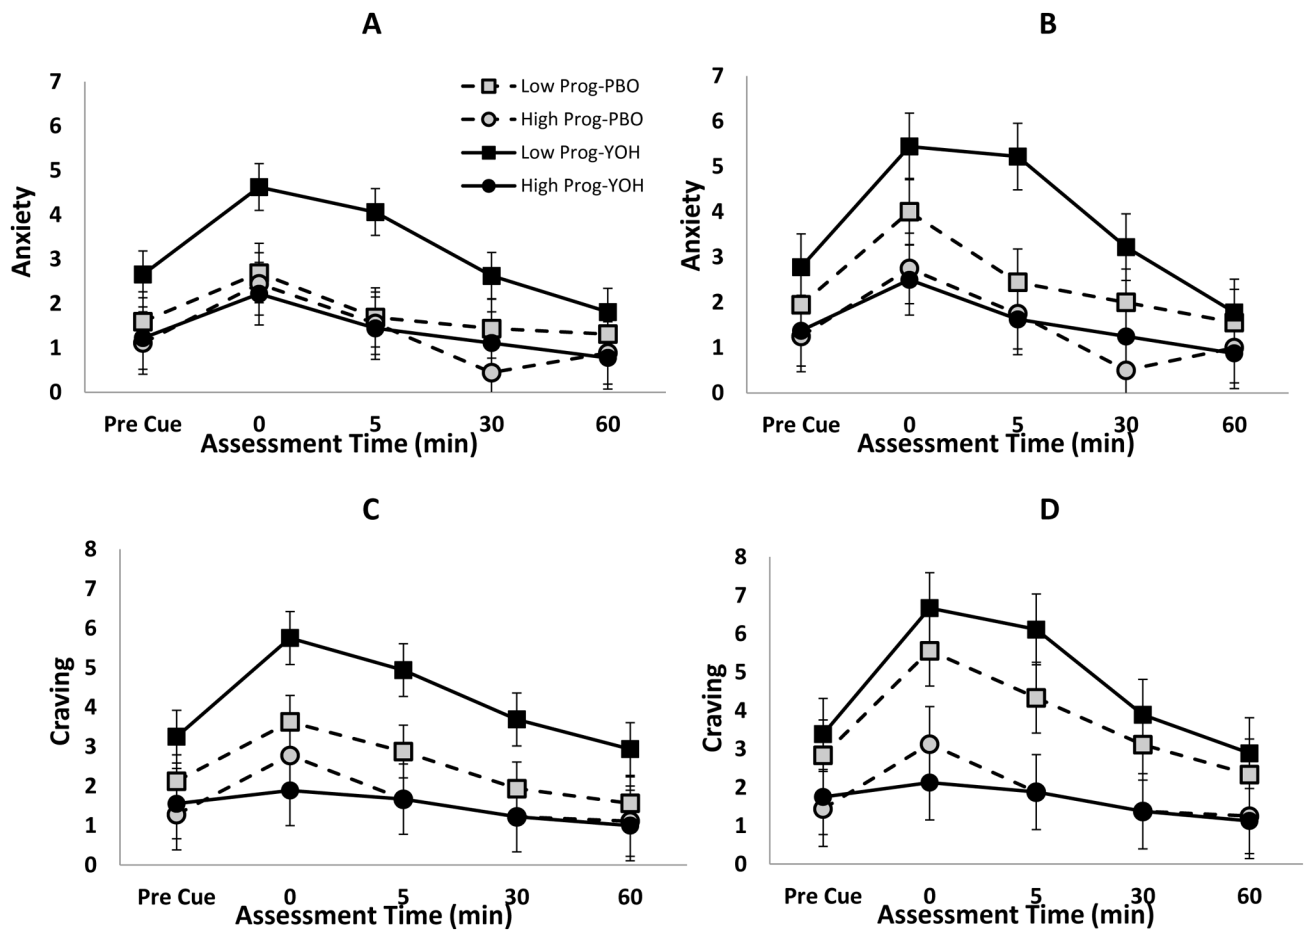 A
7
6
5
4
3
2
1
0
Anxiety
Low Prog-PBO
High Prog-PBO
Low Prog-YOH
High Prog-YOH
Pre Cue 0 5 30 60
Assessment Time (min)
B
7
6
5
4
3
2
1
0
Anxiety
Pre Cue 0 5 30 60
Assessment Time (min)
C
8
7
6
5
4
3
2
1
0
Craving
Pre Cue 0 5 30 60
Assessment Time (min)
D
8
7
6
5
4
3
2
1
0
Craving
Pre Cue 0 5 30 60
Assessment Time (min)